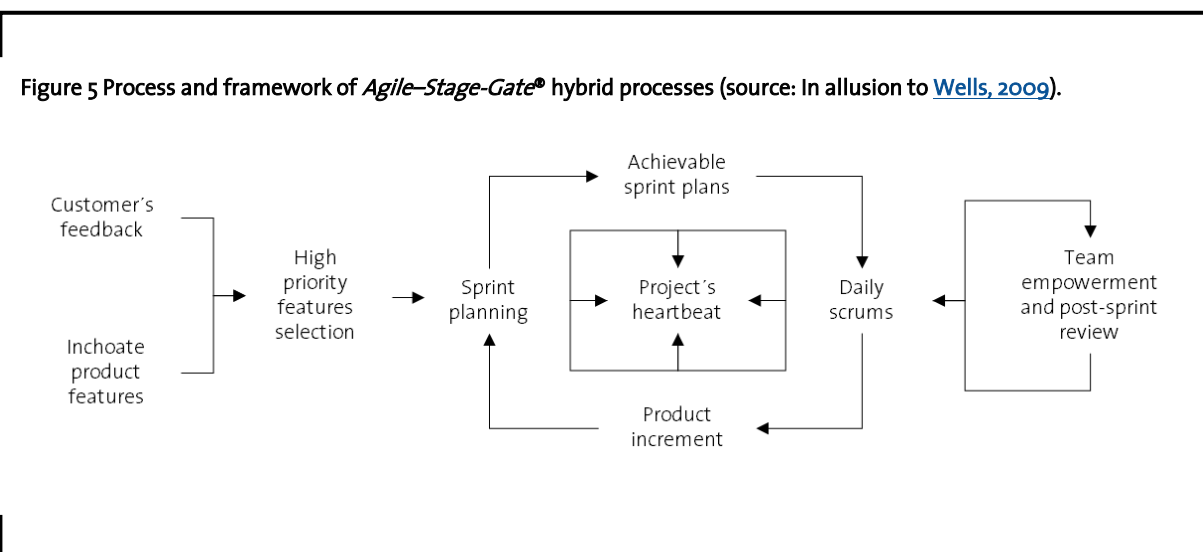 Figure 5 Process and framework of Agile–Stage-Gate® hybrid processes (source: In allusion to Wells, 2009).
Customer´s
feedback
Inchoate
product
features
High
priority
features
selection
Sprint
planning
Achievable
sprint plans
Project´s
heartbeat
Product
increment
Daily
scrums
Team
empowerment
and post-sprint
review